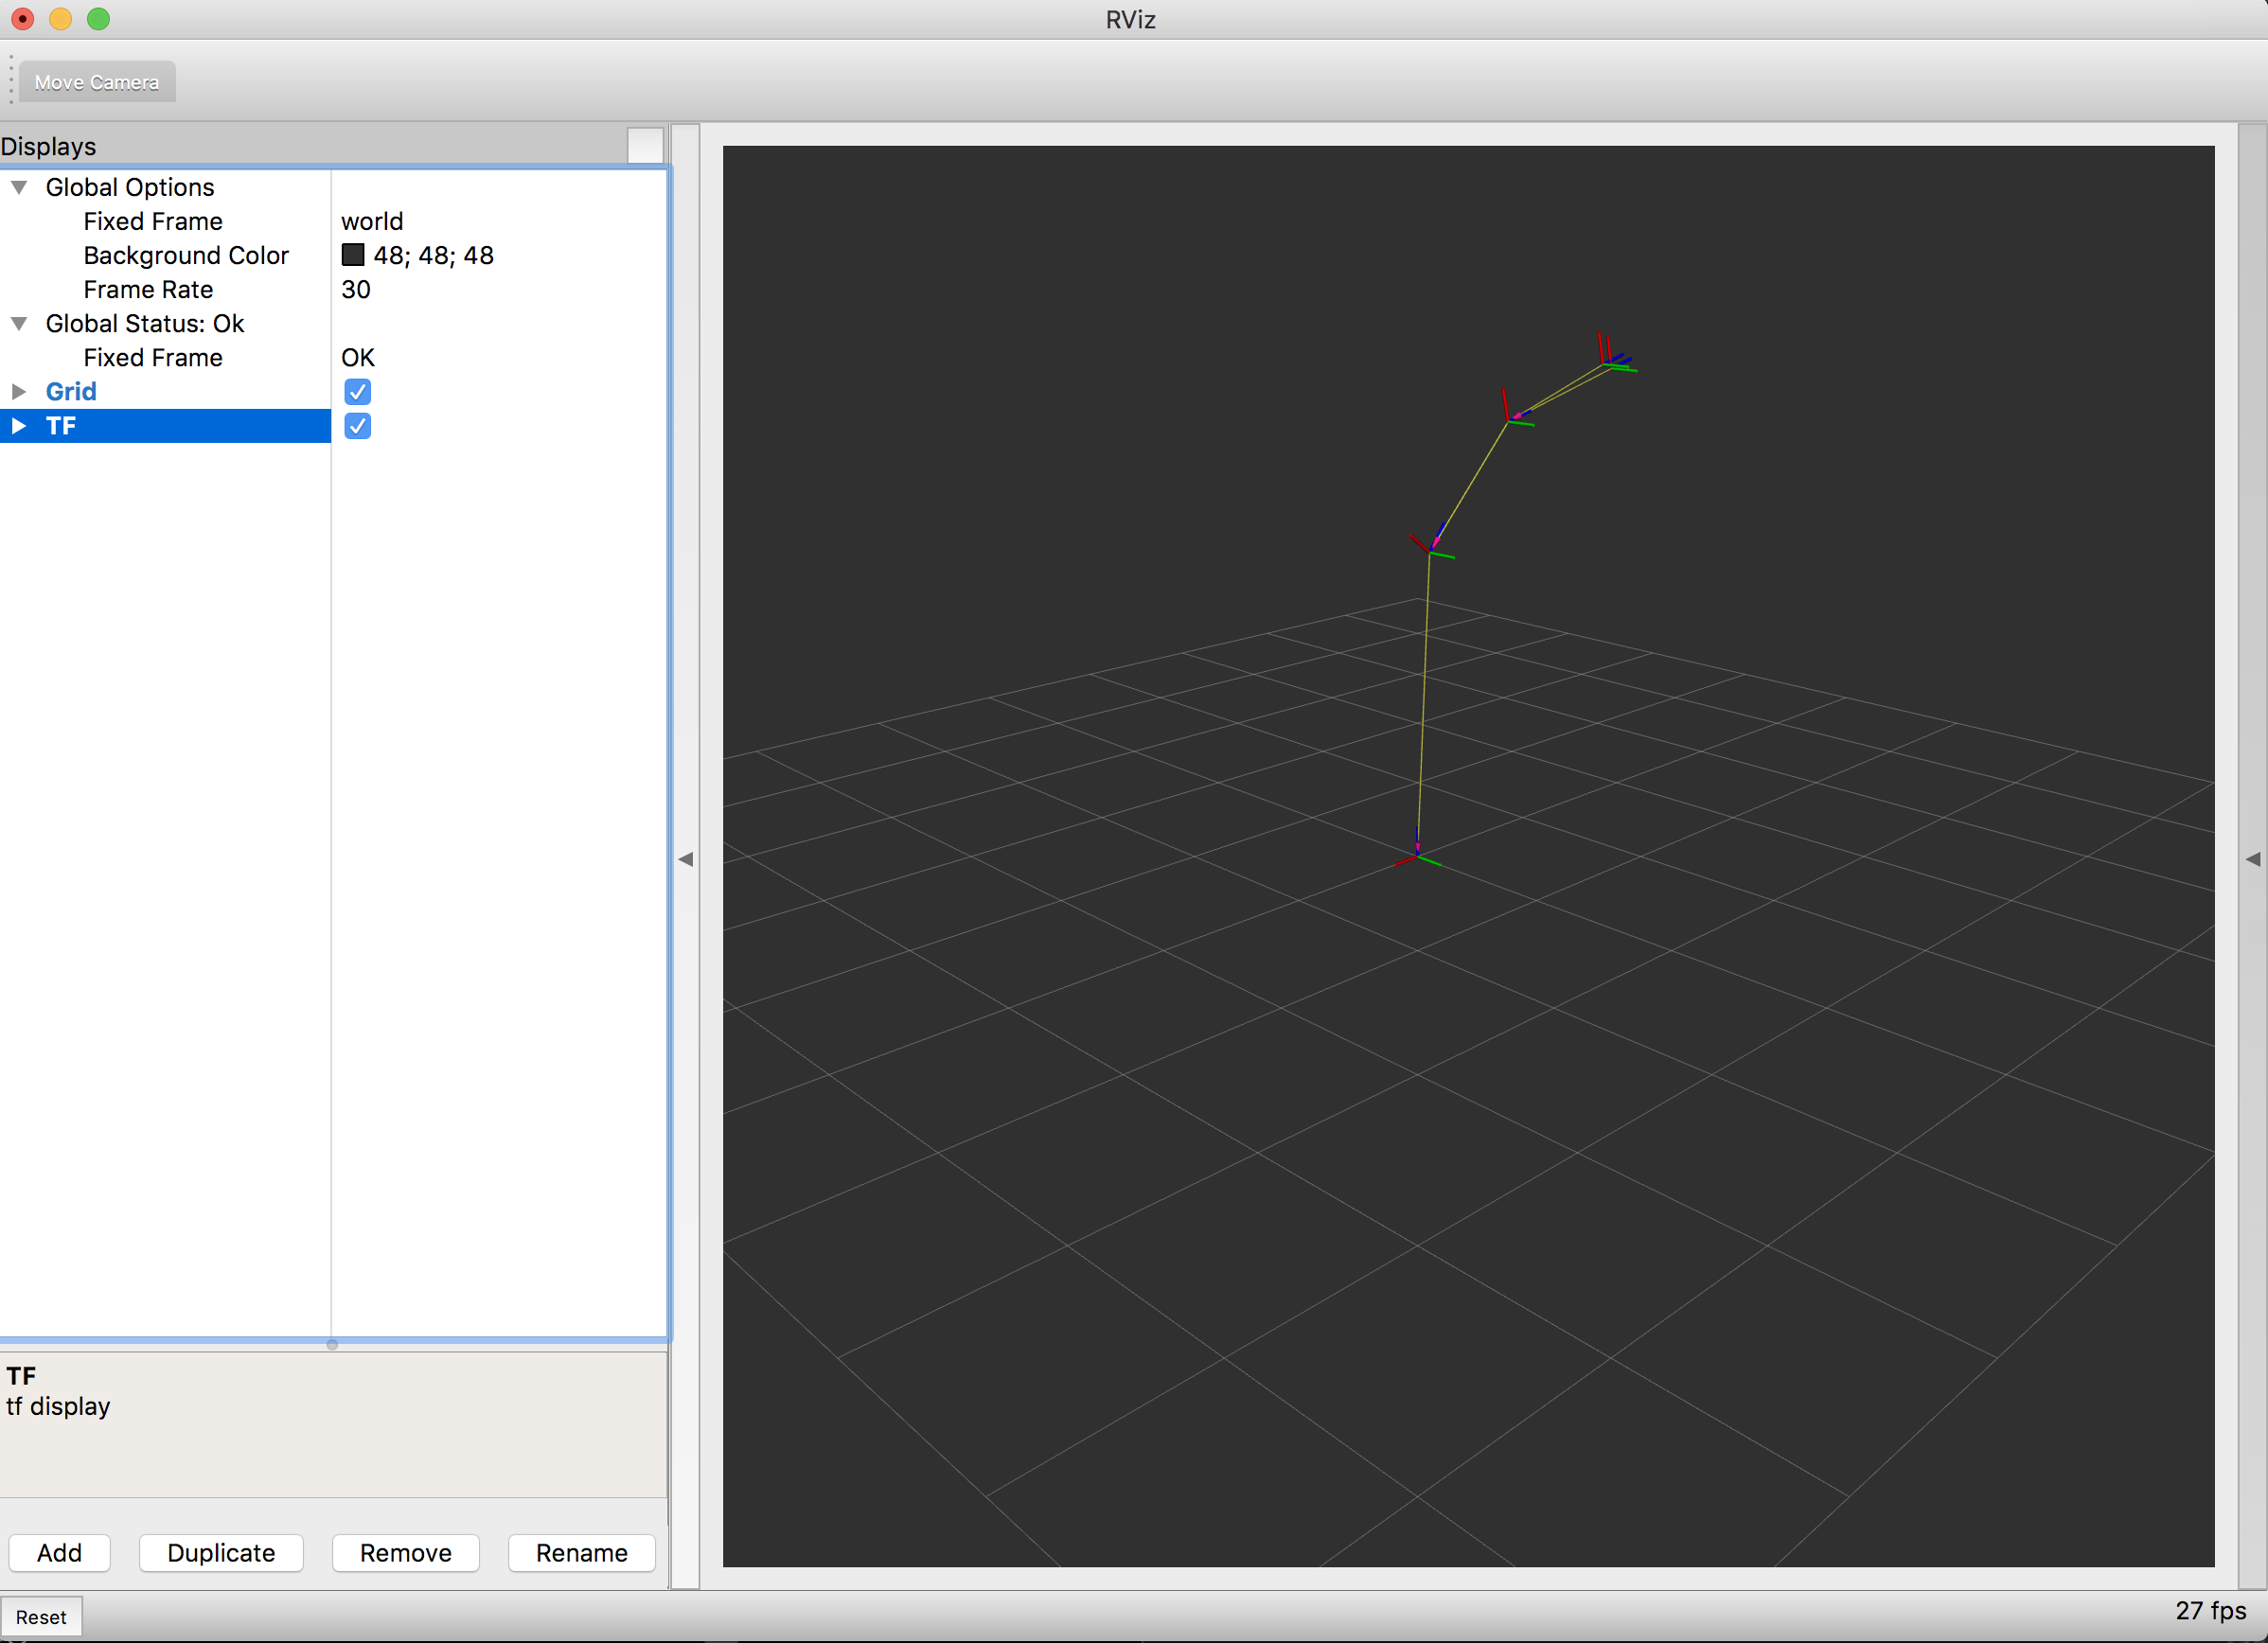 RViz
Move Camera
Displays
Global Options
Fixed Frame world
Background Color 48; 48; 48
Frame Rate 30
Global Status: Ok
Fixed Frame OK
Grid
TF
TF
tf display
Add Duplicate Remove Rename
Reset 27 fps